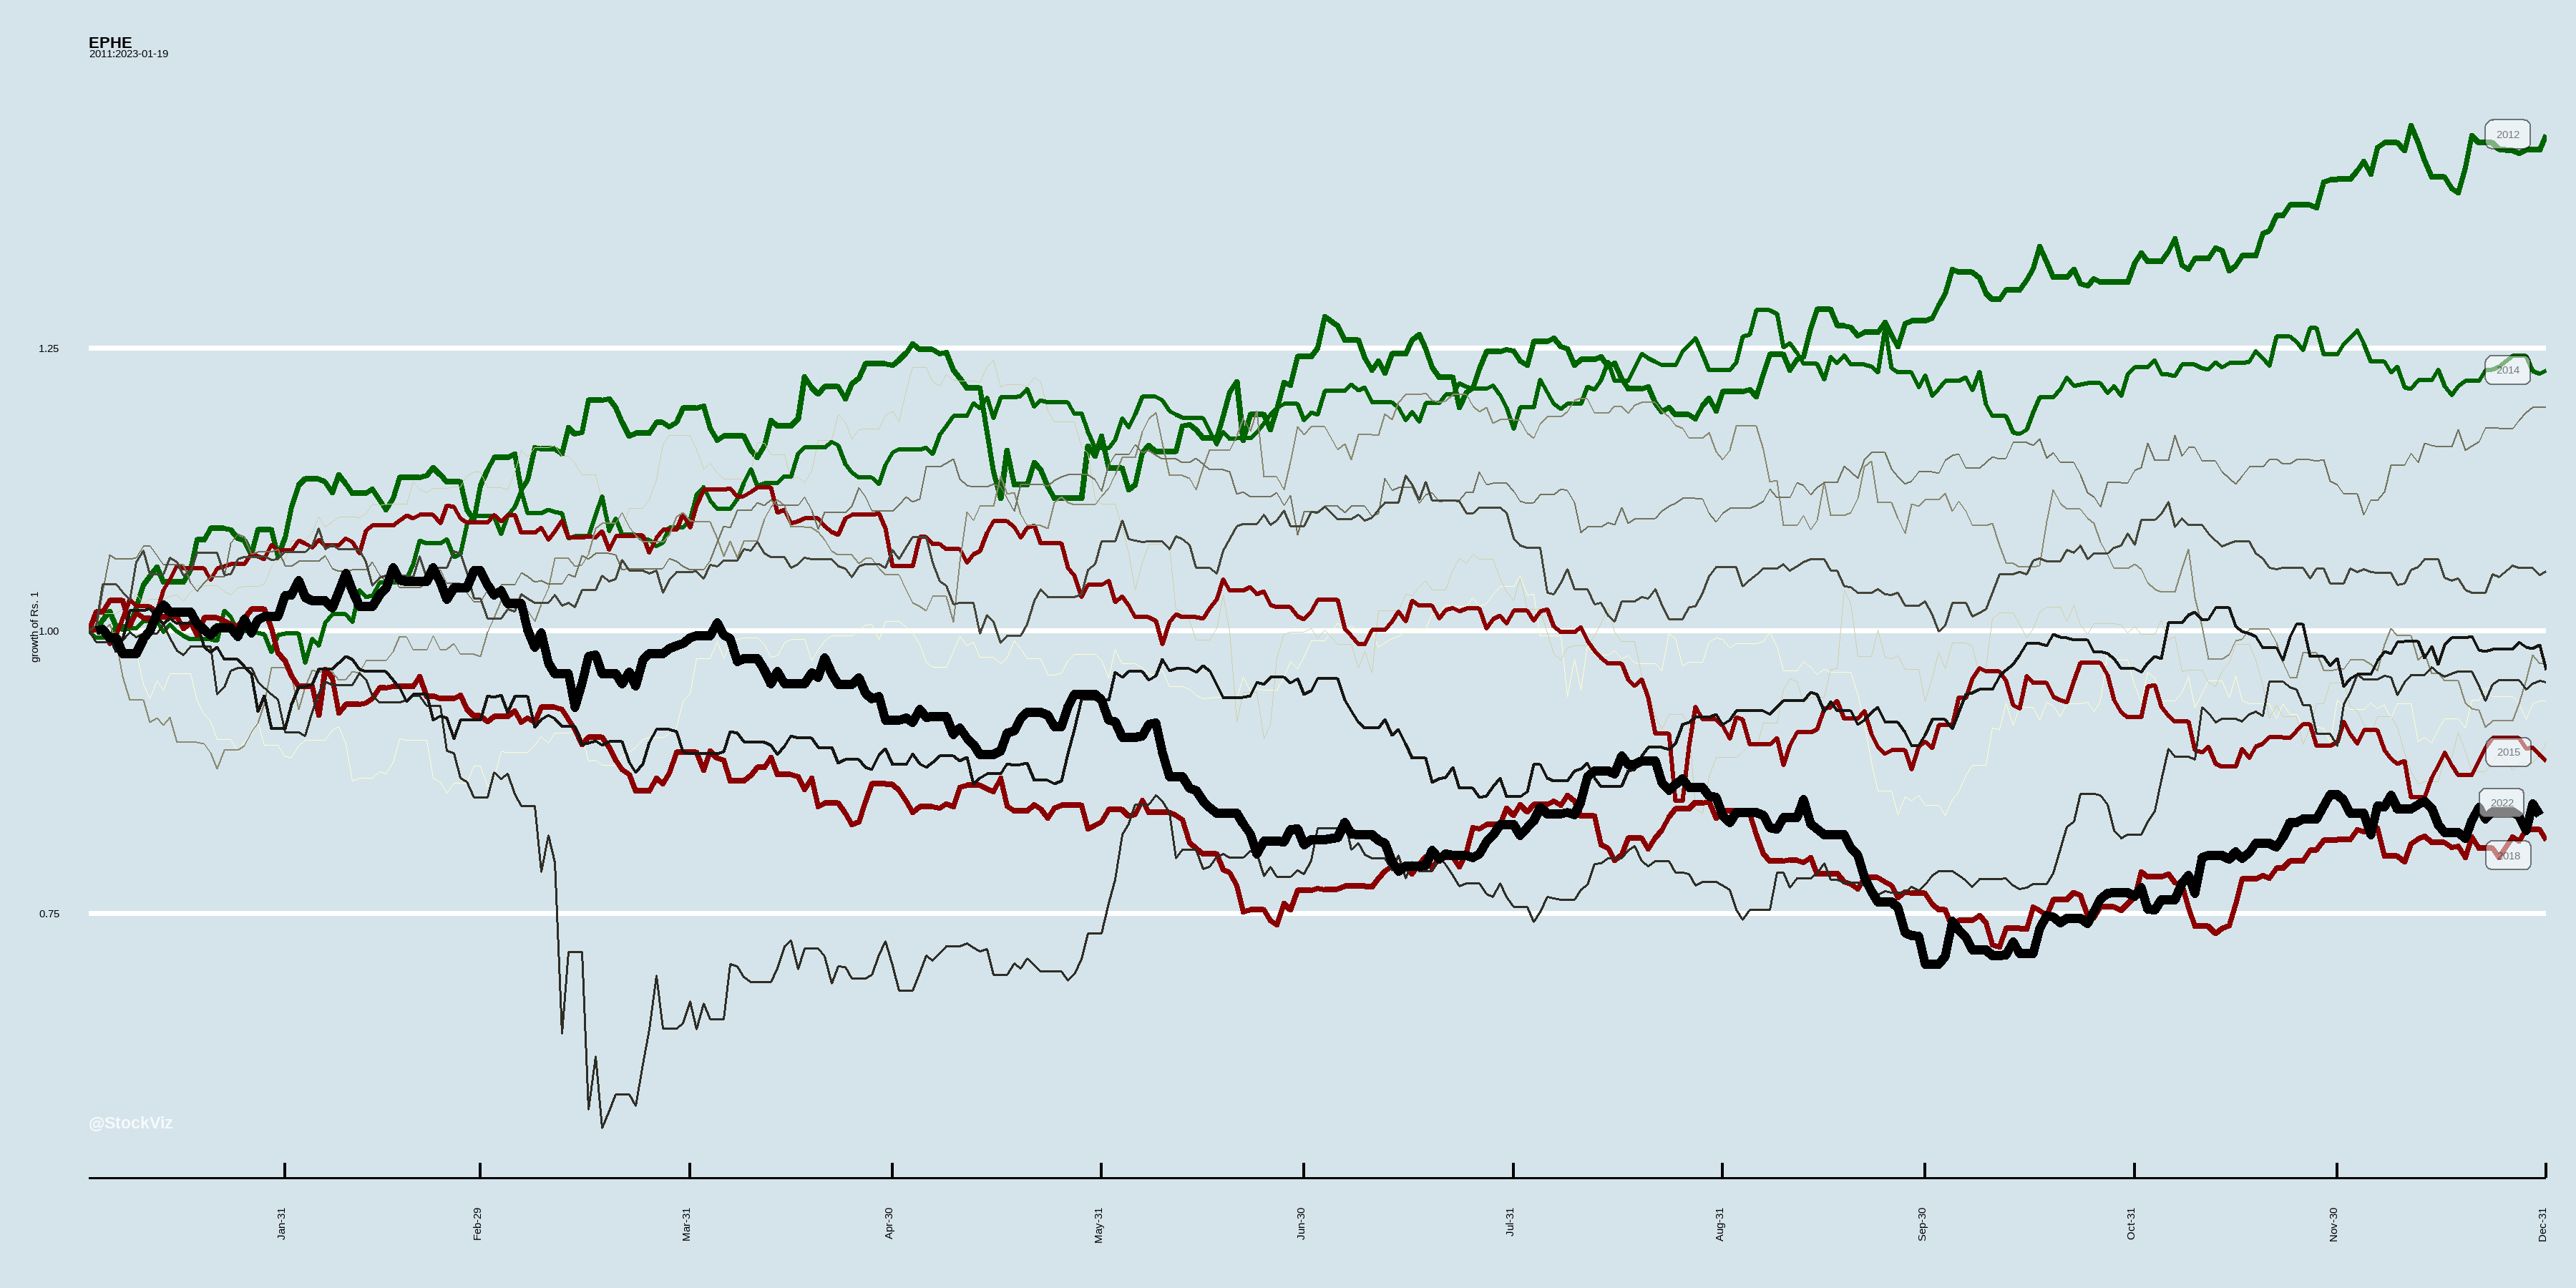 EPHE
2011:2023-01-19
2012
1.25
2014
growth of Rs. 1
1.00
2015
2022
2018
0.75
@StockViz
Jan-31
Feb-29
Mar-31
Apr-30
May-31
Jun-30
Jul-31
Aug-31
Sep-30
Oct-31
Nov-30
Dec-31